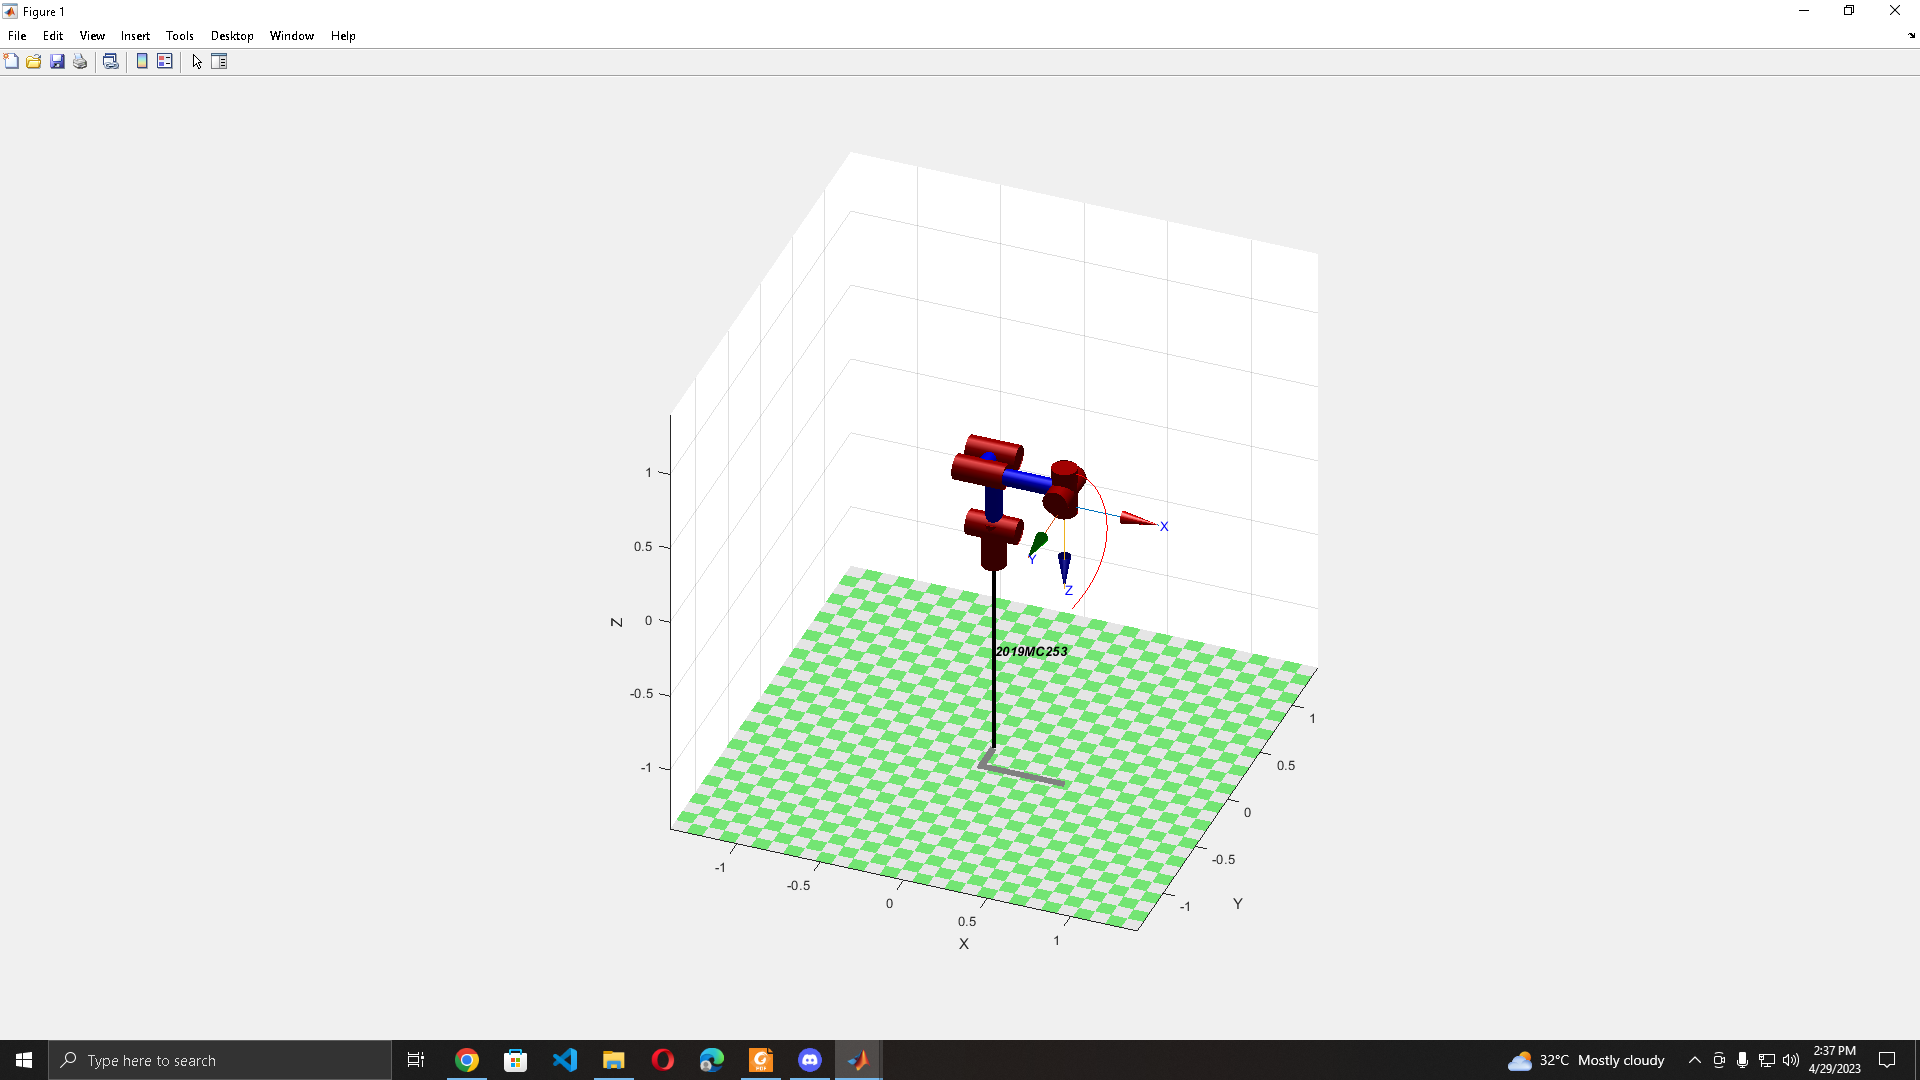 Figure 1
File Edit View Insert Tools Desktop Window Help
1
0.5
0
-0.5
-1
Z
X
Y
Z
2019MC253
1
0.5
0
-0.5
-1
Y
-1
-0.5
0
0.5
1
X
Type here to search
PDF
32°C Mostly cloudy
2:37 PM
4/29/2023